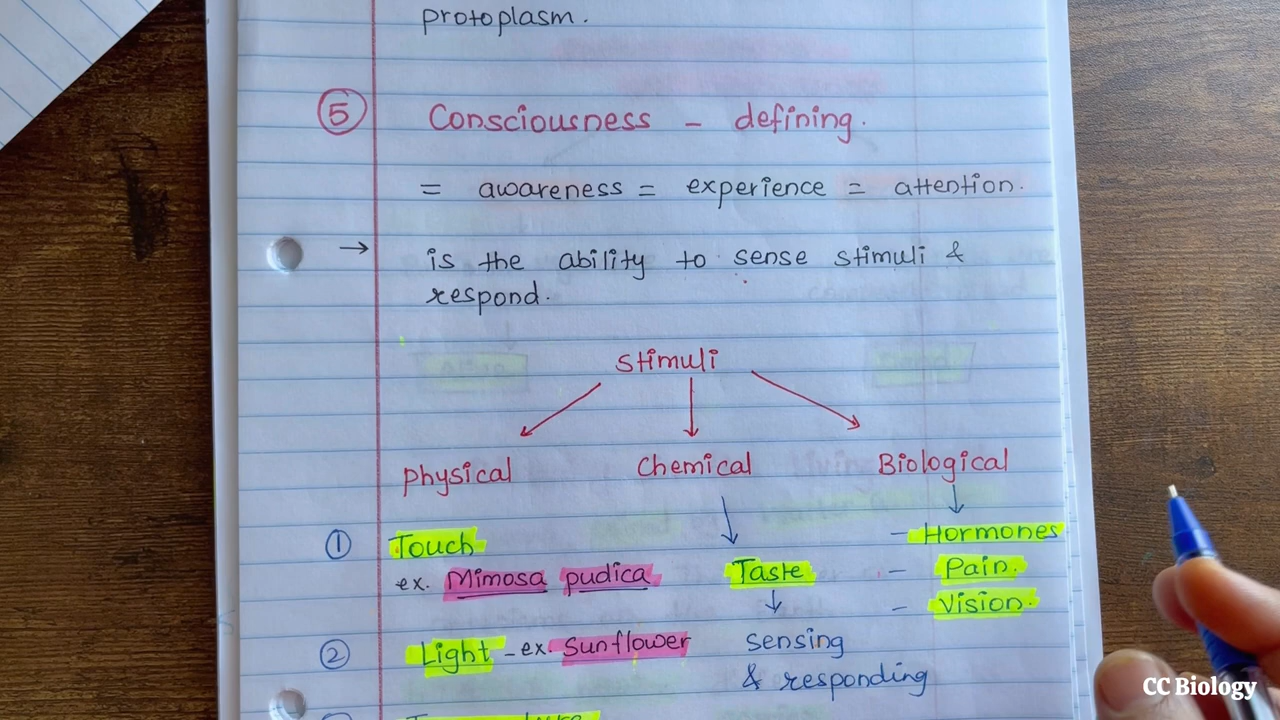 protoplasm.
5 Consciousness - defining.
= awareness = experience = attention.
→ is the ability to sense stimuli &
respond.
Stimuli
Physical Chemical Biological
1 Touch
ex. Mimosa pudica
Taste
sensing
& responding
- Hormones
- Pain.
- Vision.
2 Light - ex. Sunflower
CC Biology